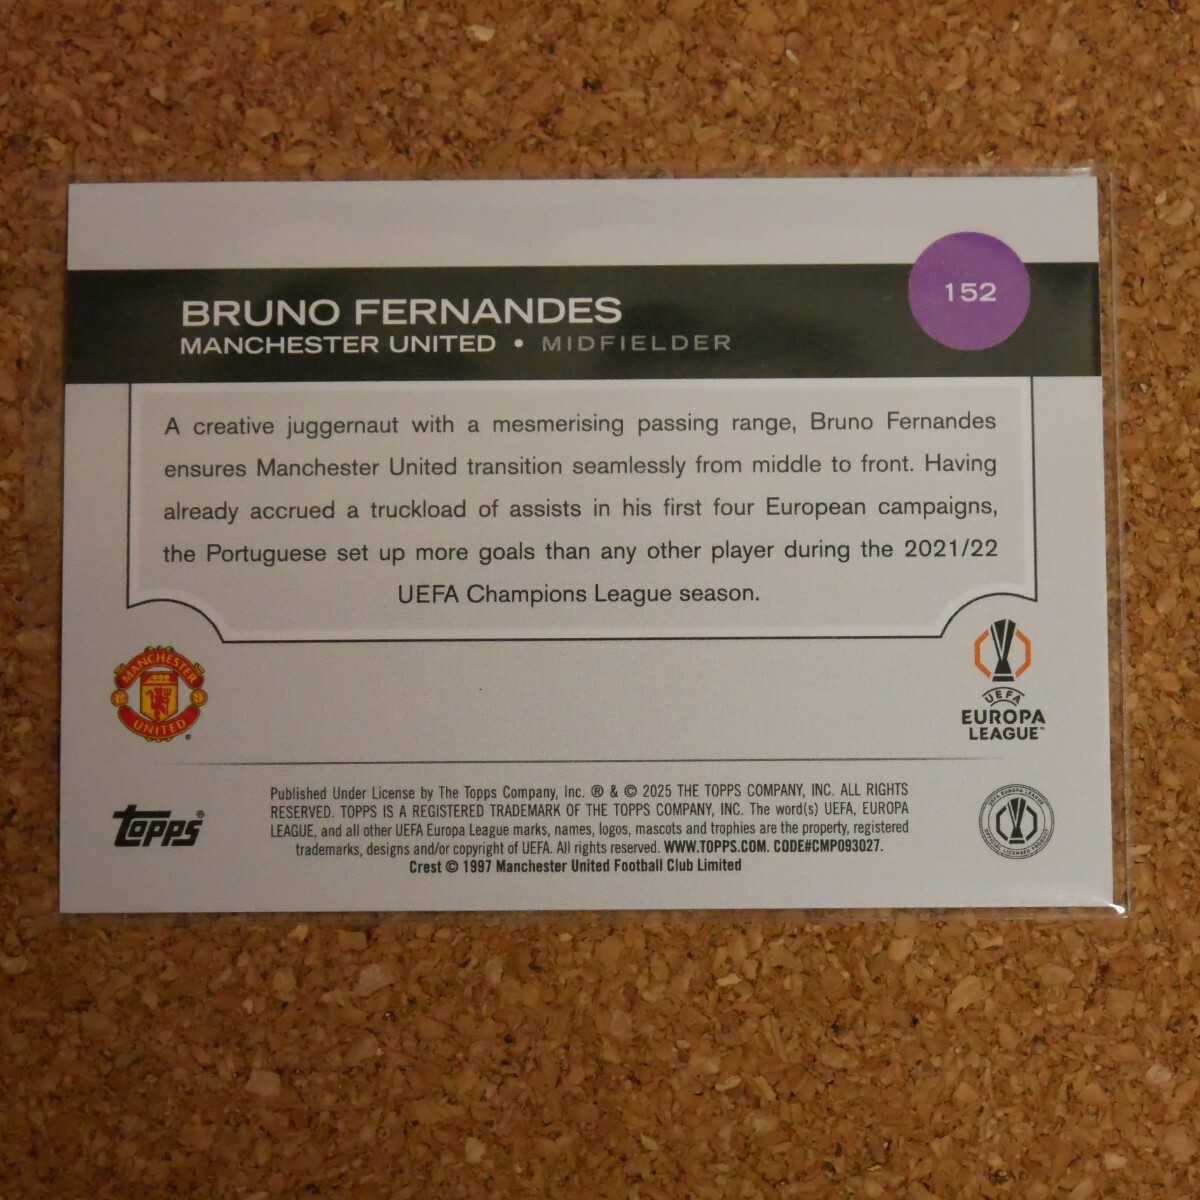 152
BRUNO FERNANDES
MANCHESTER UNITED • MIDFIELDER
A creative juggernaut with a mesmerising passing range, Bruno Fernandes
ensures Manchester United transition seamlessly from middle to front. Having
already accrued a truckload of assists in his first four European campaigns,
the Portuguese set up more goals than any other player during the 2021/22
UEFA Champions League season.
MANCHESTER
UNITED
UEFA
EUROPA
LEAGUE™
Published Under License by The Topps Company, Inc. ® & © 2025 THE TOPPS COMPANY, INC. ALL RIGHTS
RESERVED. TOPPS IS A REGISTERED TRADEMARK OF THE TOPPS COMPANY, INC. The word(s) UEFA, EUROPA
LEAGUE, and all other UEFA Europa League marks, names, logos, mascots and trophies are the property, registered
trademarks, designs and/or copyright of UEFA. All rights reserved. WWW.TOPPS.COM. CODE#CMP093027.
Crest © 1997 Manchester United Football Club Limited
topps®
UEFA EUROPA LEAGUE
OFFICIAL LICENSED PRODUCT